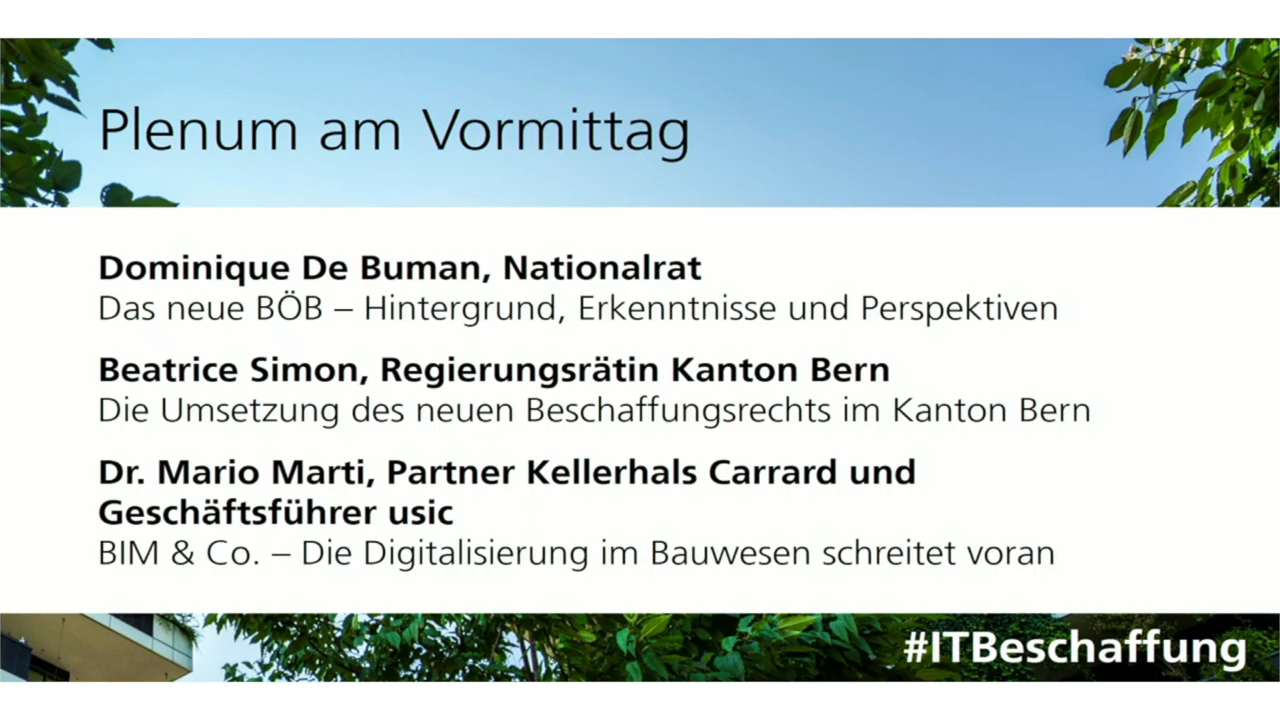 Plenum am Vormittag
Dominique De Buman, Nationalrat
Das neue BÖB – Hintergrund, Erkenntnisse und Perspektiven
Beatrice Simon, Regierungsrätin Kanton Bern
Die Umsetzung des neuen Beschaffungsrechts im Kanton Bern
Dr. Mario Marti, Partner Kellerhals Carrard und
Geschäftsführer usic
BIM & Co. – Die Digitalisierung im Bauwesen schreitet voran
#ITBeschaffung